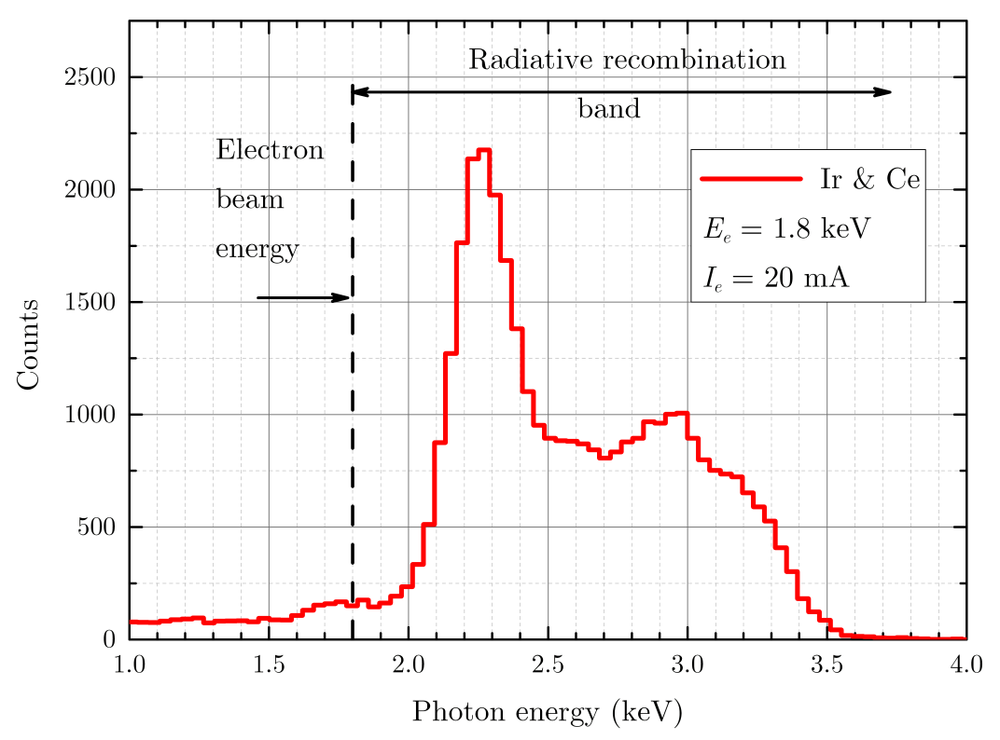 Radiative recombination
band
Electron
beam
energy
Ir & Ce
E_e = 1.8 keV
I_e = 20 mA
2500
2000
1500
1000
500
0
Counts
1.0 1.5 2.0 2.5 3.0 3.5 4.0
Photon energy (keV)